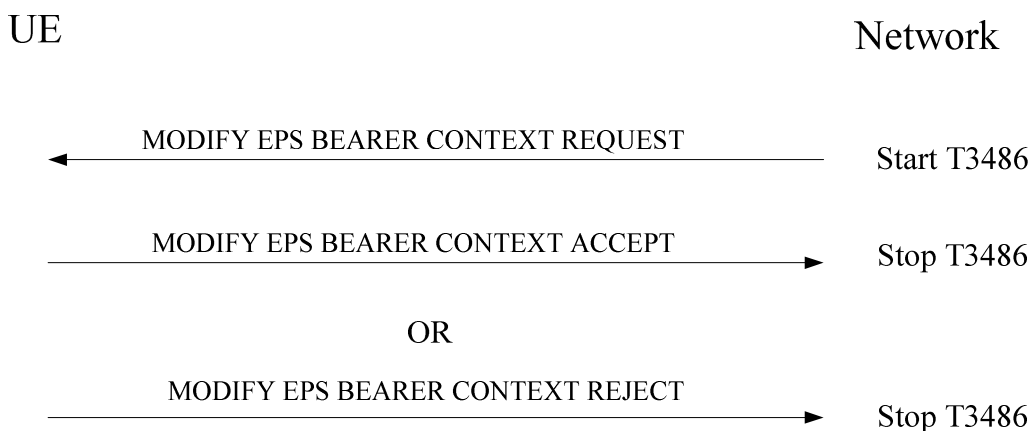 UE
Network
MODIFY EPS BEARER CONTEXT REQUEST
Start T3486
MODIFY EPS BEARER CONTEXT ACCEPT
Stop T3486
OR
MODIFY EPS BEARER CONTEXT REJECT
Stop T3486